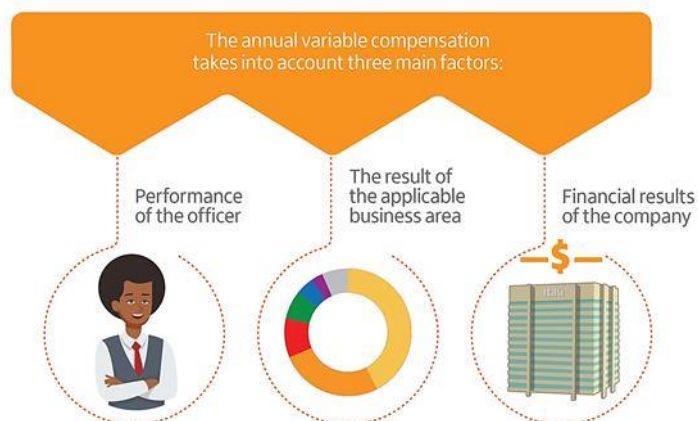 The annual variable compensation
takes into account three main factors:
Performance
of the officer
The result of
the applicable
business area
Financial results
of the company
$
Itaú